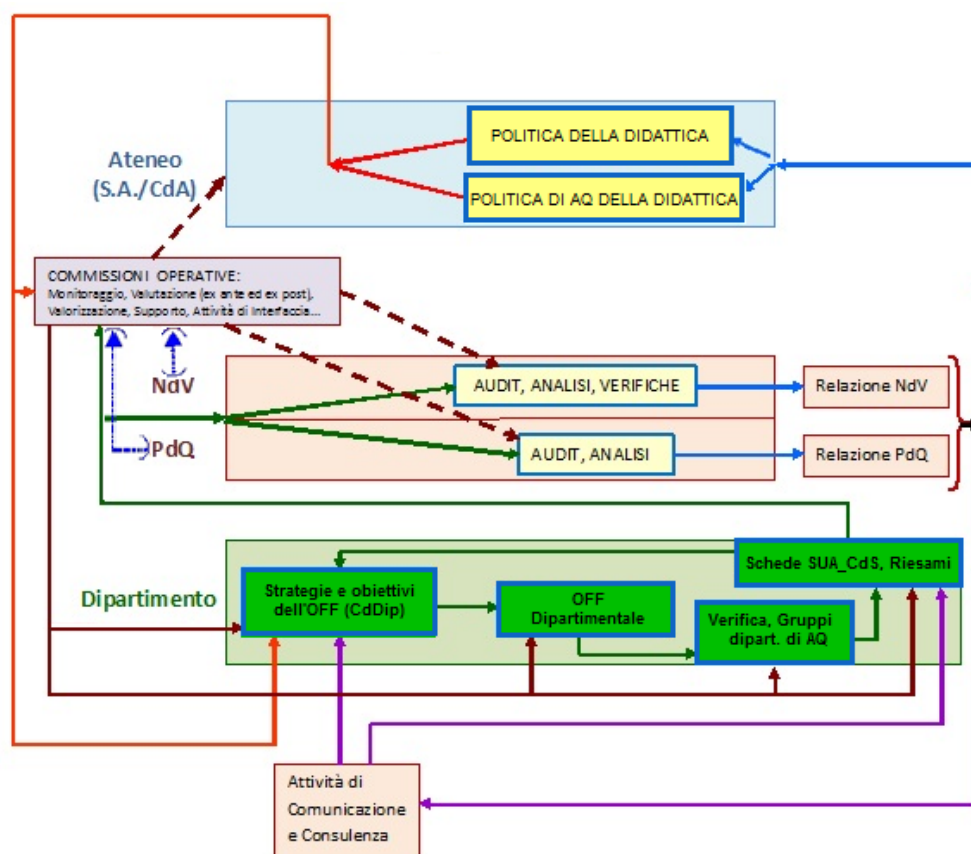 POLITICA DELLA DIDATTICA
Ateneo
(S.A./CdA)
POLITICA DI AQ DELLA DIDATTICA
COMMISSIONI OPERATIVE:
Monitoraggio, Valutazione (ex ante ed ex post),
Valorizzazione, Supporto, Attività di Interfaccia...
NdV
AUDIT, ANALISI, VERIFICHE
Relazione NdV
PdQ
AUDIT, ANALISI
Relazione PdQ
Schede SUA_CdS, Riesami
Dipartimento
Strategie e obiettivi
dell'OFF (CdDip)
OFF
Dipartimentale
Verifica, Gruppi
dipart. di AQ
Attività di
Comunicazione
e Consulenza